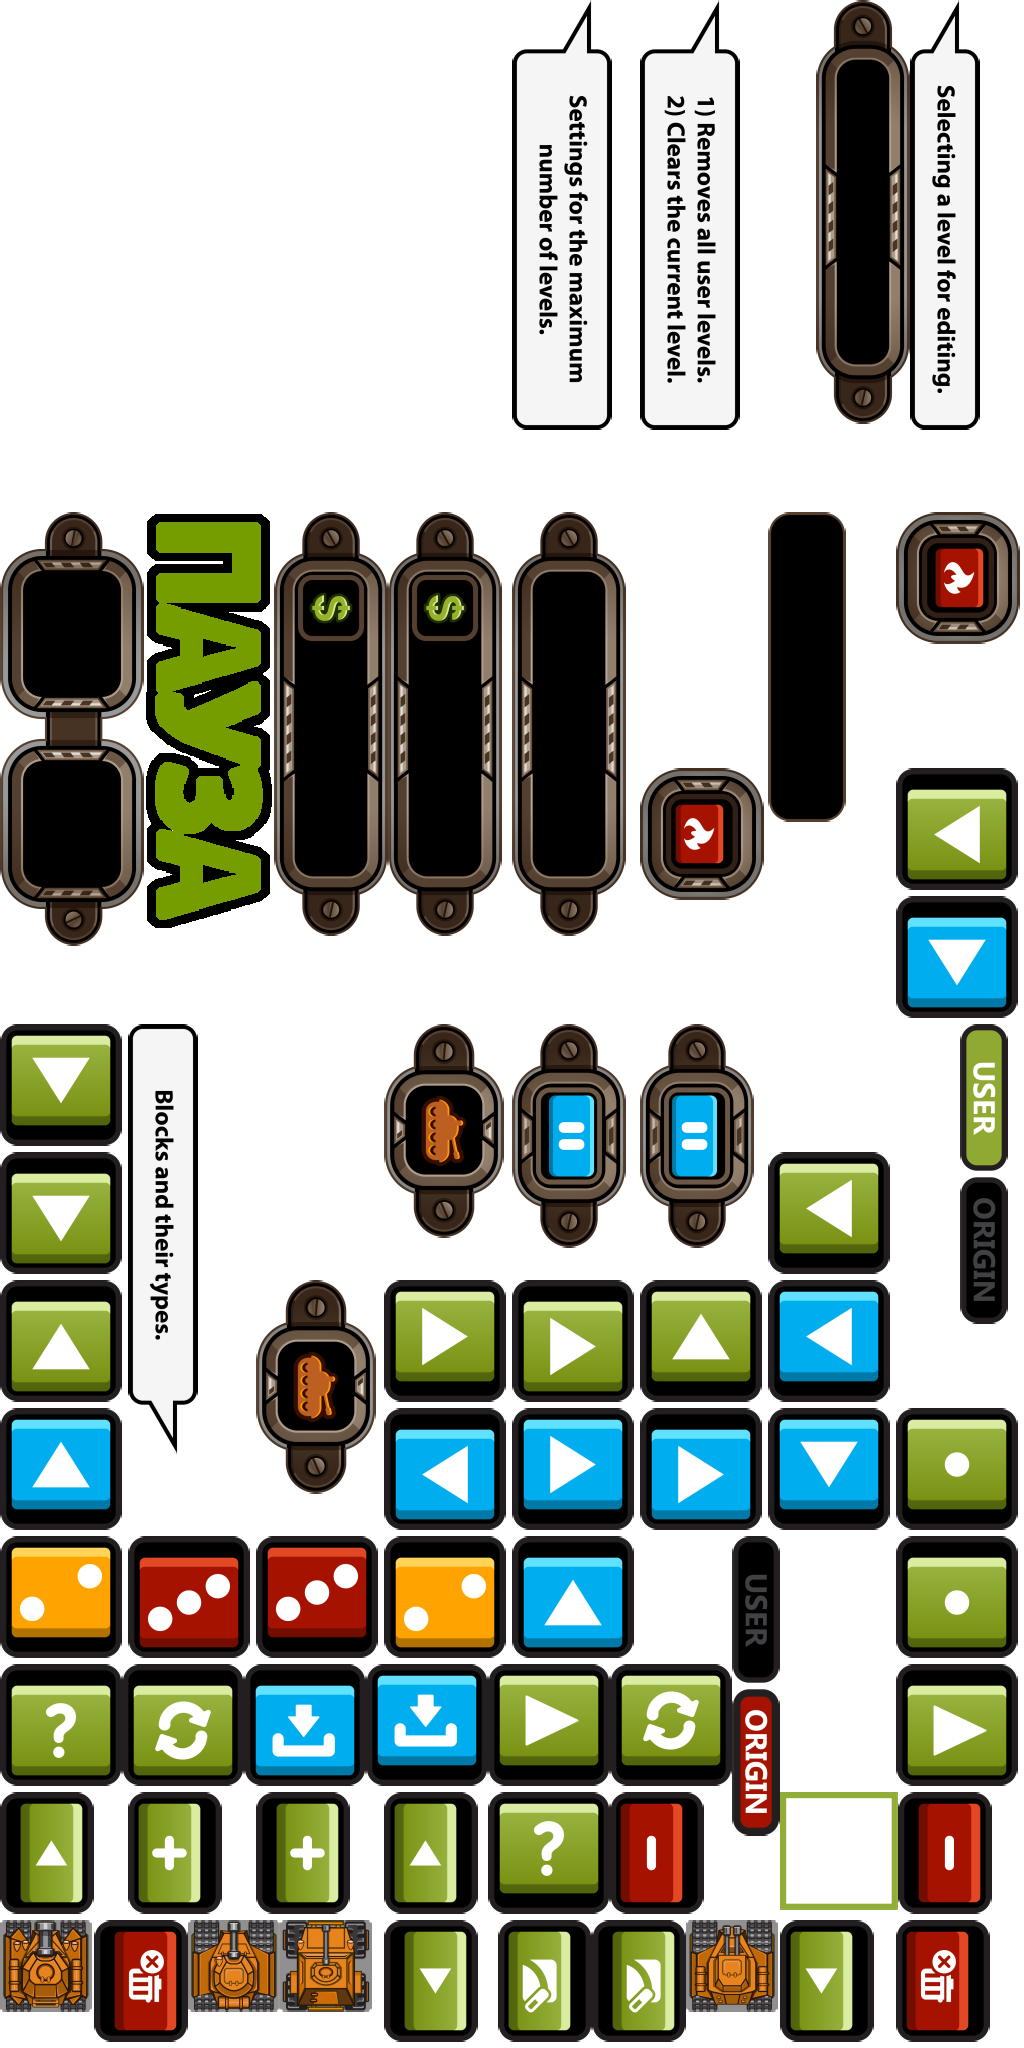 Selecting a level for editing.
1) Removes all user levels.
2) Clears the current level.
Settings for the maximum
number of levels.
$
$
ПАУЗА
USER
ORIGIN
Blocks and their types.
USER
ORIGIN
?
?